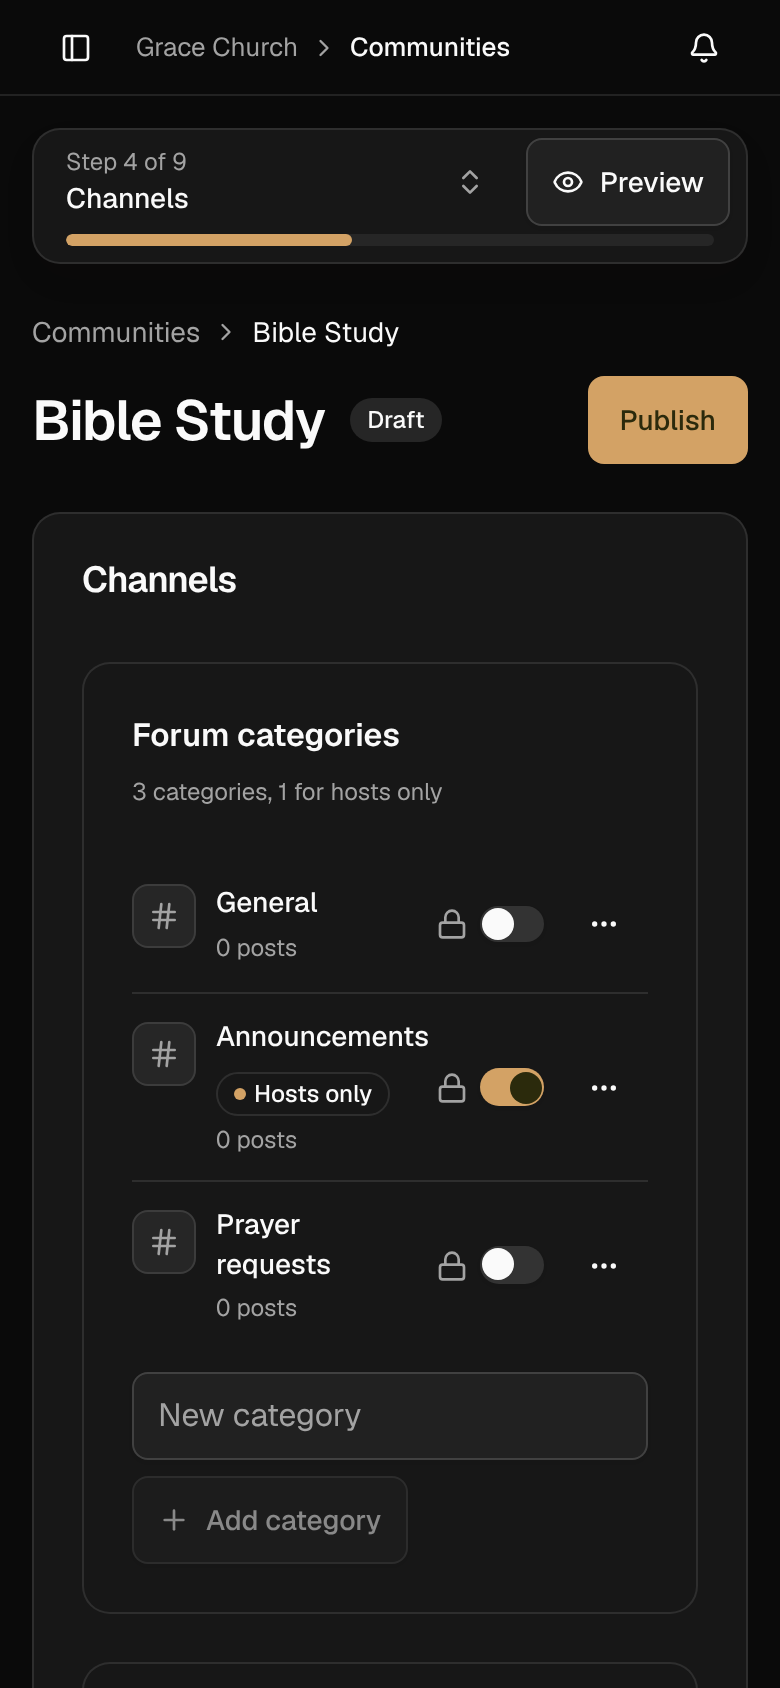 Grace Church > Communities
Step 4 of 9
Channels
Preview
Communities > Bible Study
Bible Study
Draft
Publish
Channels
Forum categories
3 categories, 1 for hosts only
General
0 posts
Announcements
Hosts only
0 posts
Prayer
requests
0 posts
New category
+ Add category